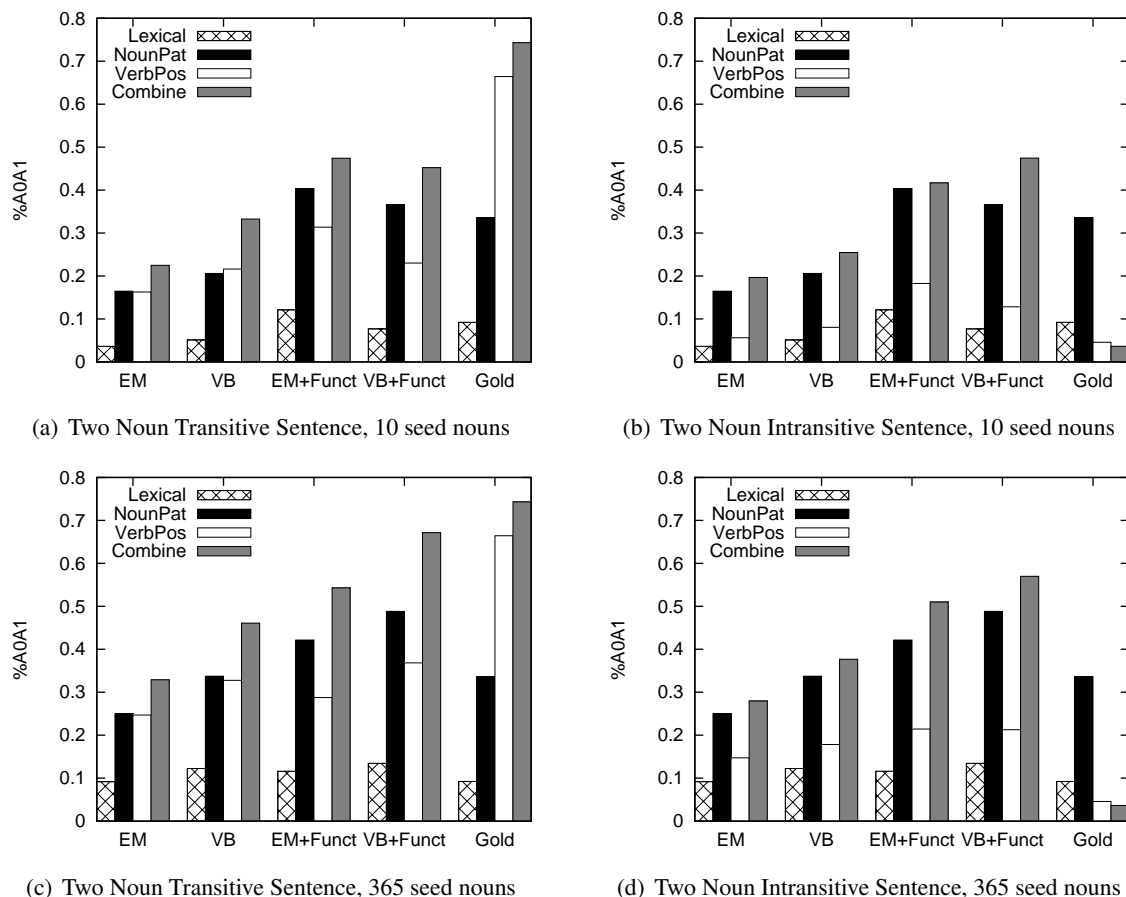 0.8
0.7
0.6
0.5
0.4
0.3
0.2
0.1
0
%A0A1
Lexical
NounPat
VerbPos
Combine
EM VB EM+Funct VB+Funct Gold
(a) Two Noun Transitive Sentence, 10 seed nouns
0.8
0.7
0.6
0.5
0.4
0.3
0.2
0.1
0
%A0A1
Lexical
NounPat
VerbPos
Combine
EM VB EM+Funct VB+Funct Gold
(b) Two Noun Intransitive Sentence, 10 seed nouns
0.8
0.7
0.6
0.5
0.4
0.3
0.2
0.1
0
%A0A1
Lexical
NounPat
VerbPos
Combine
EM VB EM+Funct VB+Funct Gold
(c) Two Noun Transitive Sentence, 365 seed nouns
0.8
0.7
0.6
0.5
0.4
0.3
0.2
0.1
0
%A0A1
Lexical
NounPat
VerbPos
Combine
EM VB EM+Funct VB+Funct Gold
(d) Two Noun Intransitive Sentence, 365 seed nouns